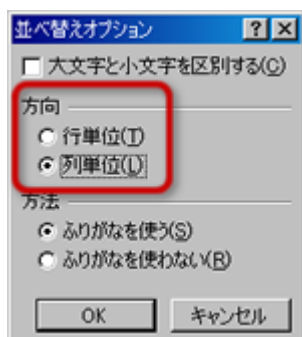 並べ替えオプション
大文字と小文字を区別する(C)
方向
行単位(T)
列単位(L)
方法
ふりがなを使う(S)
ふりがなを使わない(R)
OK キャンセル